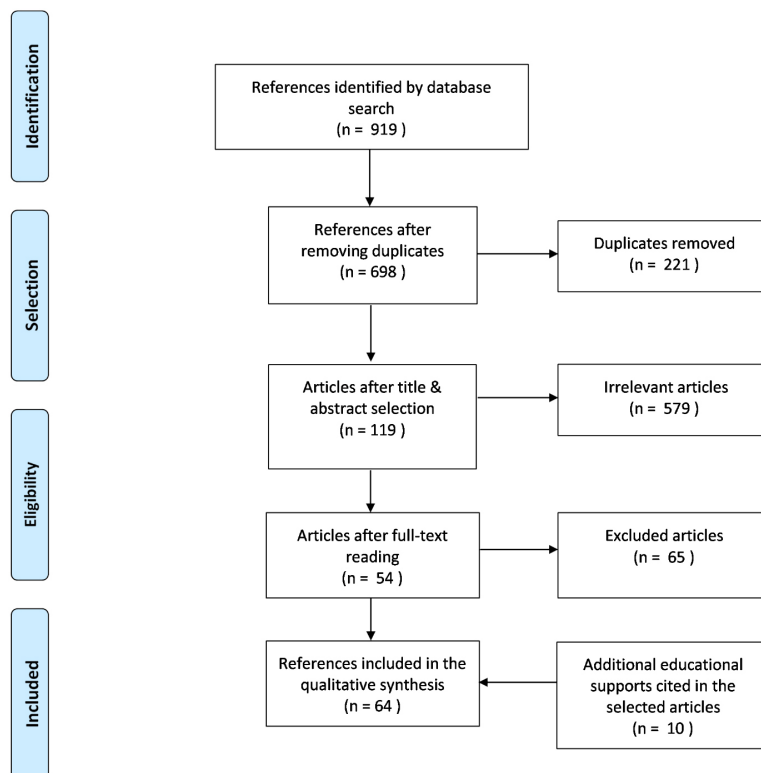 Identification
References identified by database
search
(n = 919 )
Selection
References after
removing duplicates
(n = 698 )
Duplicates removed
(n = 221 )
Articles after title &
abstract selection
(n = 119 )
Irrelevant articles
(n = 579 )
Eligibility
Articles after full-text
reading
(n = 54 )
Excluded articles
(n = 65 )
Included
References included in the
qualitative synthesis
(n = 64 )
Additional educational
supports cited in the
selected articles
(n = 10 )